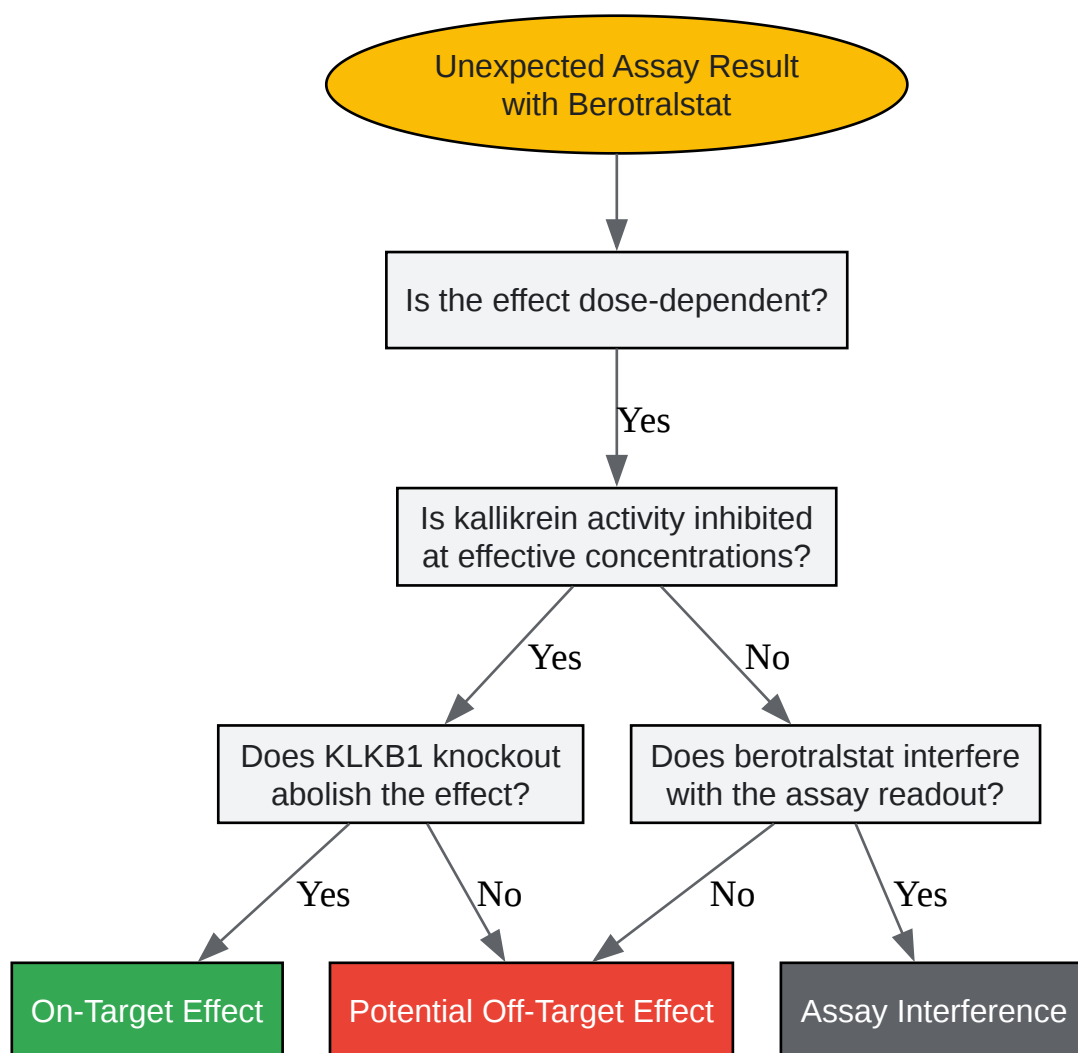 Unexpected Assay Result
with Berotralstat
Is the effect dose-dependent?
Yes
Is kallikrein activity inhibited
at effective concentrations?
Yes
No
Does KLKB1 knockout
abolish the effect?
Does berotralstat interfere
with the assay readout?
Yes
No
No
Yes
On-Target Effect
Potential Off-Target Effect
Assay Interference